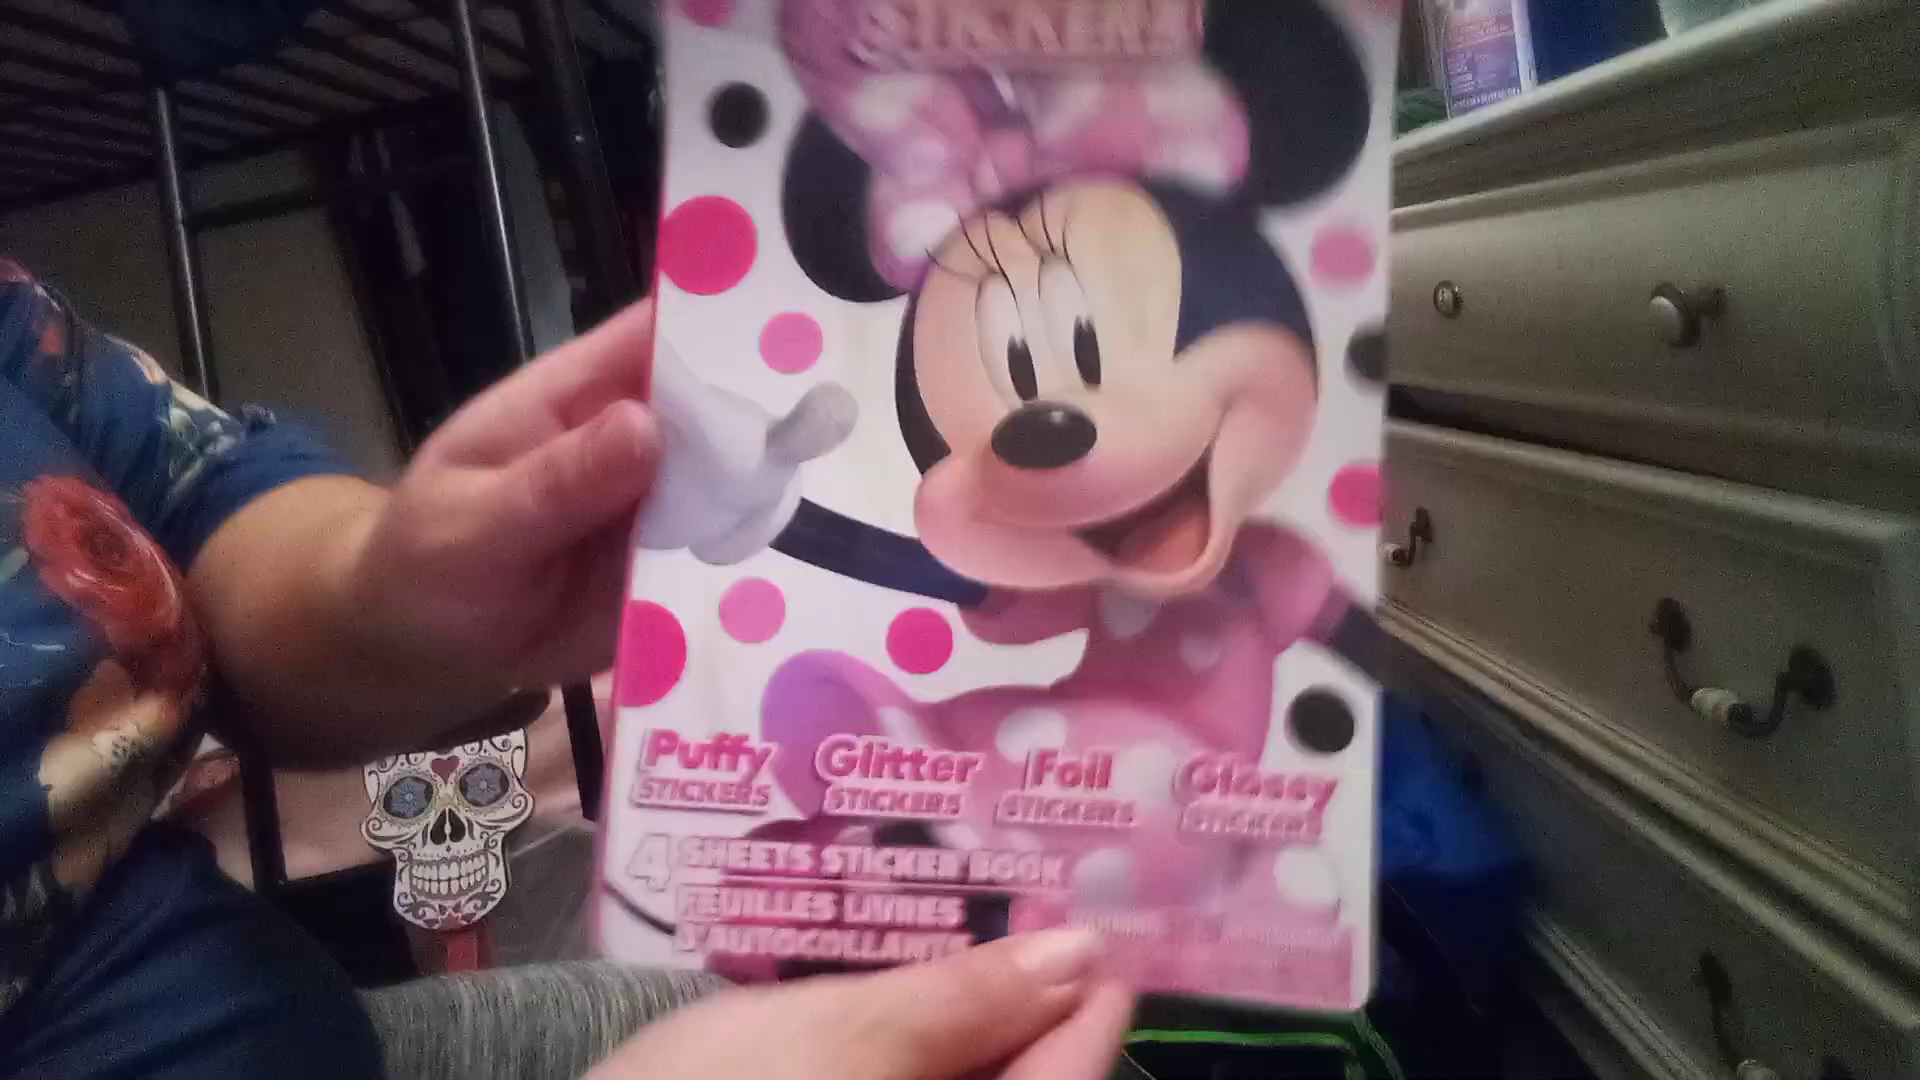 STICKERS
Puffy STICKERS
Glitter STICKERS
Foil STICKERS
Glossy STICKERS
4 SHEETS STICKER BOOK
FEUILLES LIVRES
D'AUTOCOLLANTS